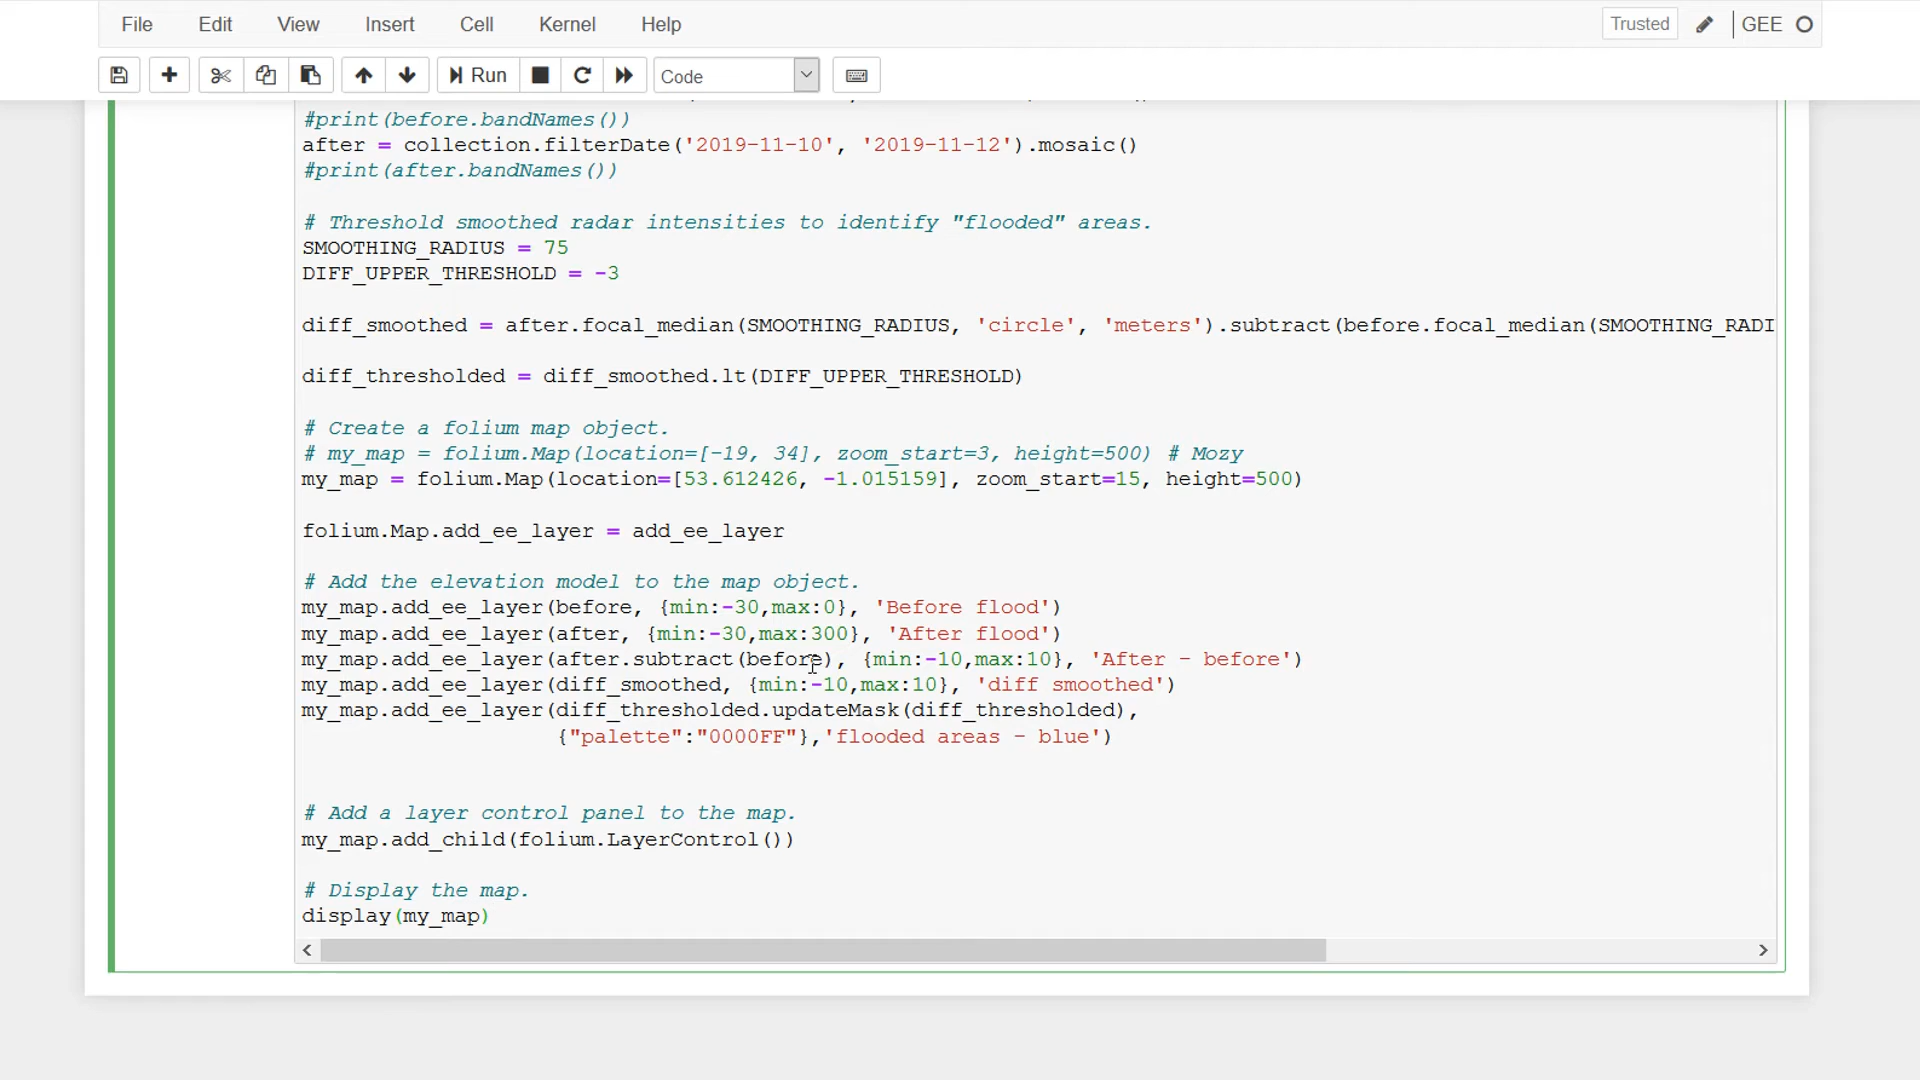 File Edit View Insert Cell Kernel Help Trusted GEE
Run Code
#print(before.bandNames())
after = collection.filterDate('2019-11-10', '2019-11-12').mosaic()
#print(after.bandNames())
# Threshold smoothed radar intensities to identify "flooded" areas.
SMOOTHING_RADIUS = 75
DIFF_UPPER_THRESHOLD = -3
diff_smoothed = after.focal_median(SMOOTHING_RADIUS, 'circle', 'meters').subtract(before.focal_median(SMOOTHING_RADI
diff_thresholded = diff_smoothed.lt(DIFF_UPPER_THRESHOLD)
# Create a folium map object.
# my_map = folium.Map(location=[-19, 34], zoom_start=3, height=500) # Mozy
my_map = folium.Map(location=[53.612426, -1.015159], zoom_start=15, height=500)
folium.Map.add_ee_layer = add_ee_layer
# Add the elevation model to the map object.
my_map.add_ee_layer(before, {min:-30,max:0}, 'Before flood')
my_map.add_ee_layer(after, {min:-30,max:300}, 'After flood')
my_map.add_ee_layer(after.subtract(before), {min:-10,max:10}, 'After - before')
my_map.add_ee_layer(diff_smoothed, {min:-10,max:10}, 'diff smoothed')
my_map.add_ee_layer(diff_thresholded.updateMask(diff_thresholded),
{"palette":"0000FF"},'flooded areas - blue')
# Add a layer control panel to the map.
my_map.add_child(folium.LayerControl())
# Display the map.
display(my_map)